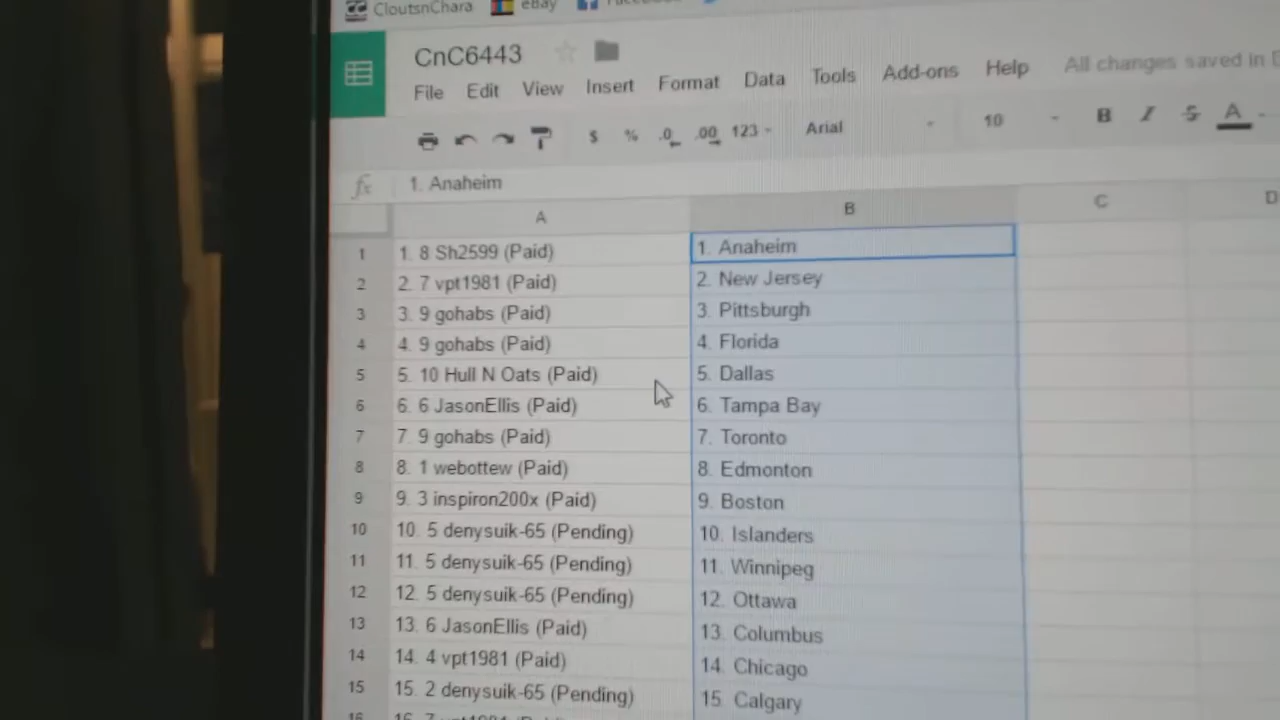 CloutsnChara eBay
CnC6443
File Edit View Insert Format Data Tools Add-ons Help All changes saved in
$ % .0 .00 123 Arial 10 B I S A
fx 1. Anaheim
A B C D
1 1. 8 Sh2599 (Paid) 1. Anaheim
2 2. 7 vpt1981 (Paid) 2. New Jersey
3 3. 9 gohabs (Paid) 3. Pittsburgh
4 4. 9 gohabs (Paid) 4. Florida
5 5. 10 Hull N Oats (Paid) 5. Dallas
6 6. 6 JasonEllis (Paid) 6. Tampa Bay
7 7. 9 gohabs (Paid) 7. Toronto
8 8. 1 webottew (Paid) 8. Edmonton
9 9. 3 inspiron200x (Paid) 9. Boston
10 10. 5 denysuik-65 (Pending) 10. Islanders
11 11. 5 denysuik-65 (Pending) 11. Winnipeg
12 12. 5 denysuik-65 (Pending) 12. Ottawa
13 13. 6 JasonEllis (Paid) 13. Columbus
14 14. 4 vpt1981 (Paid) 14. Chicago
15 15. 2 denysuik-65 (Pending) 15. Calgary